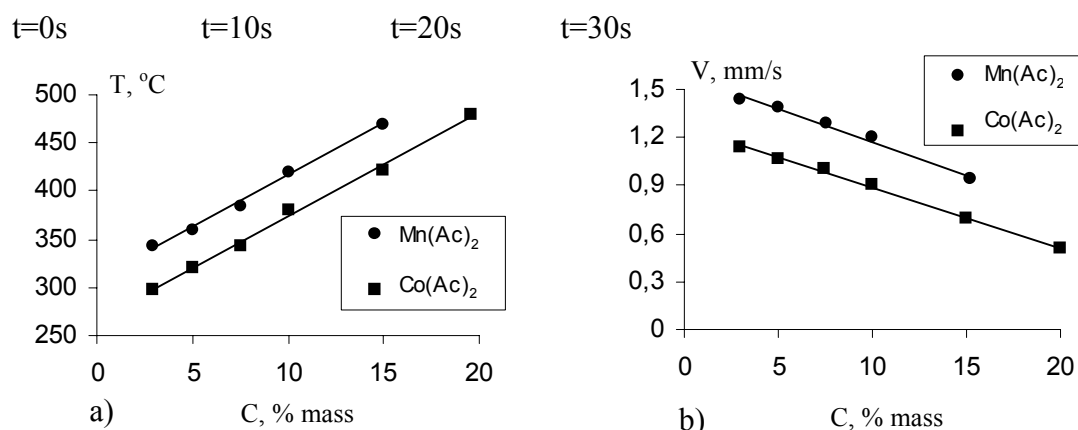 t=0s t=10s t=20s t=30s
T, °C
500
450
400
350
300
250
0 5 10 15 20
Mn(Ac)₂
Co(Ac)₂
a) C, % mass
V, mm/s
1,5
1,2
0,9
0,6
0,3
0
0 5 10 15 20
Mn(Ac)₂
Co(Ac)₂
b) C, % mass